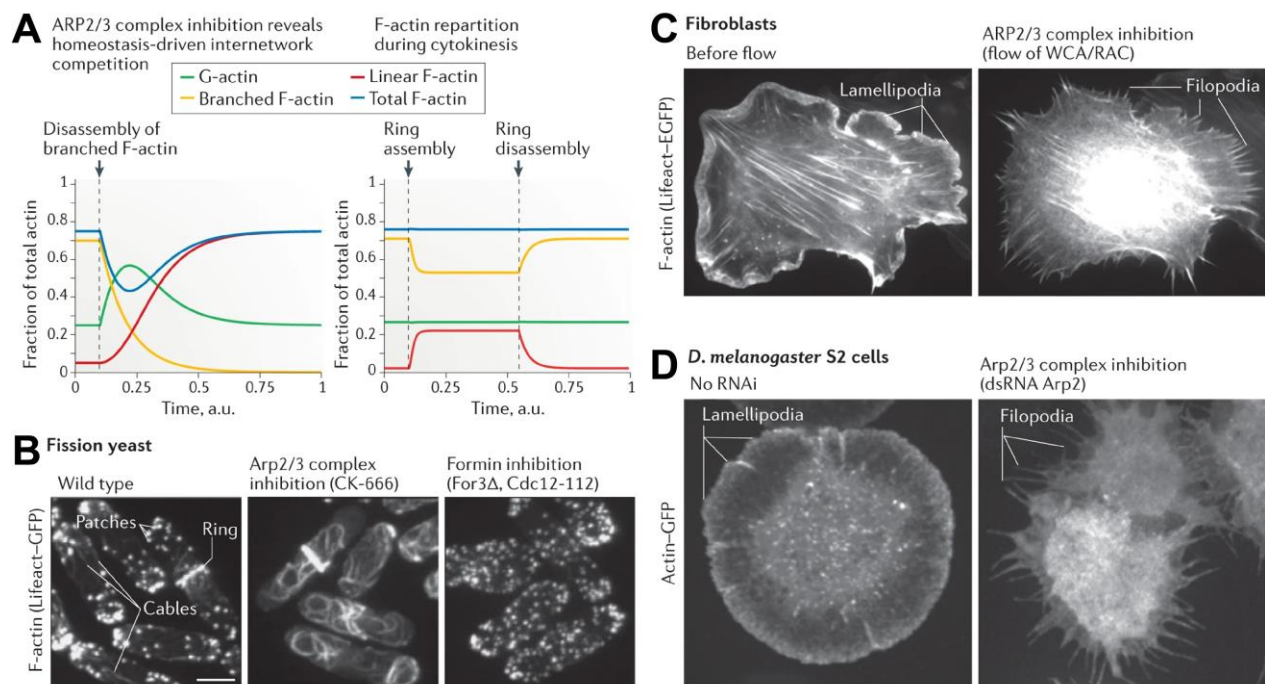 A
ARP2/3 complex inhibition reveals
homeostasis-driven internetwork
competition
F-actin repartition
during cytokinesis
G-actin
Linear F-actin
Branched F-actin
Total F-actin
Disassembly of
branched F-actin
Ring
assembly
Ring
disassembly
Fraction of total actin
1
0.8
0.6
0.4
0.2
0
0
0.25
0.5
0.75
1
Time, a.u.
Fraction of total actin
1
0.8
0.6
0.4
0.2
0
0
0.25
0.5
0.75
1
Time, a.u.
B
Fission yeast
Wild type
Arp2/3 complex
inhibition (CK-666)
Formin inhibition
(For3Δ, Cdc12-112)
F-actin (Lifeact–GFP)
Patches
Ring
Cables
C
Fibroblasts
Before flow
ARP2/3 complex inhibition
(flow of WCA/RAC)
F-actin (Lifeact–EGFP)
Lamellipodia
Filopodia
D
D. melanogaster S2 cells
No RNAi
Arp2/3 complex inhibition
(dsRNA Arp2)
Actin–GFP
Lamellipodia
Filopodia